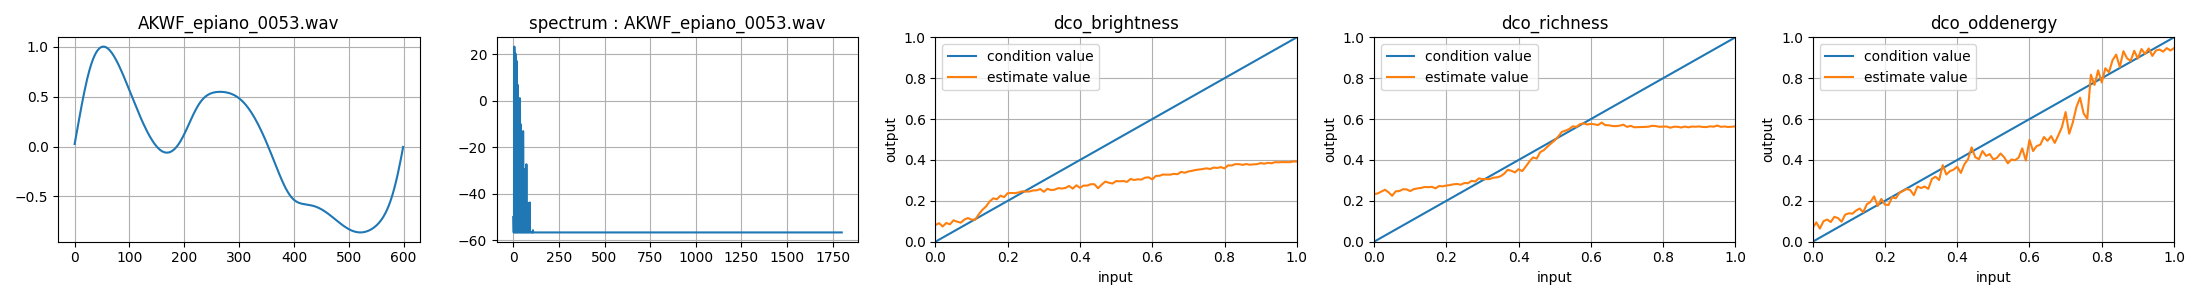 AKWF_epiano_0053.wav
1.0
0.5
0.0
−0.5
0 100 200 300 400 500 600
spectrum : AKWF_epiano_0053.wav
20
0
−20
−40
−60
0 250 500 750 1000 1250 1500 1750
dco_brightness
condition value
estimate value
output
1.0
0.8
0.6
0.4
0.2
0.0
0.0 0.2 0.4 0.6 0.8 1.0
input
dco_richness
condition value
estimate value
output
1.0
0.8
0.6
0.4
0.2
0.0
0.0 0.2 0.4 0.6 0.8 1.0
input
dco_oddenergy
condition value
estimate value
output
1.0
0.8
0.6
0.4
0.2
0.0
0.0 0.2 0.4 0.6 0.8 1.0
input